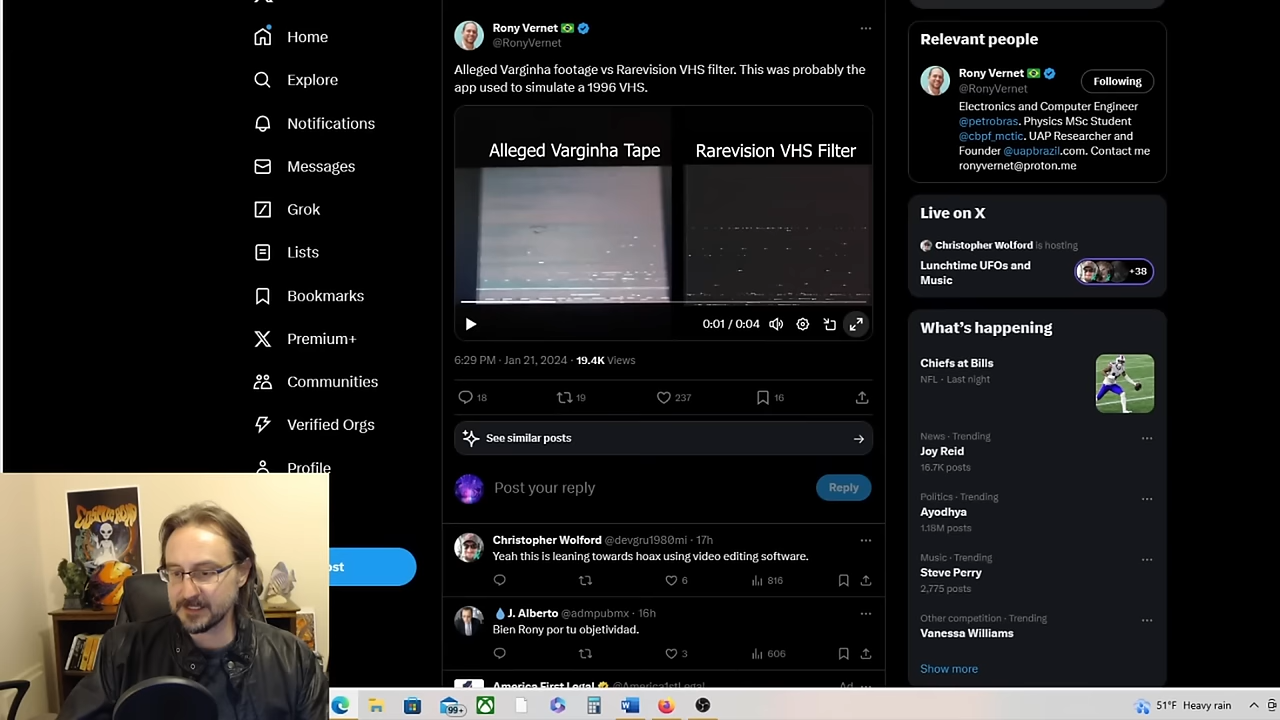 Home
Explore
Notifications
Messages
Grok
Lists
Bookmarks
Premium+
Communities
Verified Orgs
Profile
Rony Vernet
@RonyVernet
Alleged Varginha footage vs Rarevision VHS filter. This was probably the
app used to simulate a 1996 VHS.
Alleged Varginha Tape
Rarevision VHS Filter
0:01 / 0:04
6:29 PM · Jan 21, 2024 · 19.4K Views
18 19 237 16
See similar posts
Post your reply
Reply
Christopher Wolford @devgru1980mi · 17h
Yeah this is leaning towards hoax using video editing software.
6 816
J. Alberto @admpubmx · 16h
Bien Rony por tu objetividad.
3 606
America First Legal @America1stLegal Ad
Relevant people
Rony Vernet
@RonyVernet
Following
Electronics and Computer Engineer
@petrobras. Physics MSc Student
@cbpf_mctic. UAP Researcher and
Founder @uapbrazil.com. Contact me
ronyvernet@proton.me
Live on X
Christopher Wolford is hosting
Lunchtime UFOs and
Music
+38
What's happening
Chiefs at Bills
NFL · Last night
News · Trending
Joy Reid
16.7K posts
Politics · Trending
Ayodhya
1.18M posts
Music · Trending
Steve Perry
2,775 posts
Other competition · Trending
Vanessa Williams
Show more
99+
51°F Heavy rain